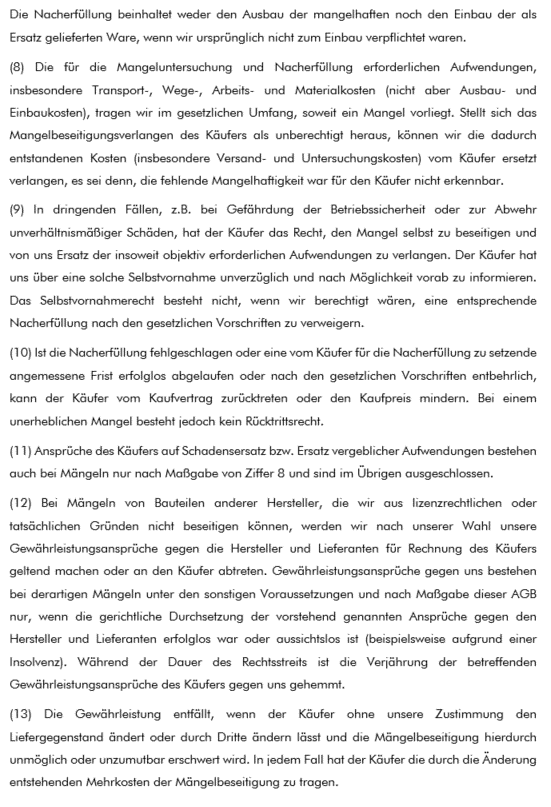 Die Nacherfüllung beinhaltet weder den Ausbau der mangelhaften noch den Einbau der als
Ersatz gelieferten Ware, wenn wir ursprünglich nicht zum Einbau verpflichtet waren.
(8) Die für die Mangeluntersuchung und Nacherfüllung erforderlichen Aufwendungen,
insbesondere Transport-, Wege-, Arbeits- und Materialkosten (nicht aber Ausbau- und
Einbaukosten), tragen wir im gesetzlichen Umfang, soweit ein Mangel vorliegt. Stellt sich das
Mangelbeseitigungsverlangen des Käufers als unberechtigt heraus, können wir die dadurch
entstandenen Kosten (insbesondere Versand- und Untersuchungskosten) vom Käufer ersetzt
verlangen, es sei denn, die fehlende Mangelhaftigkeit war für den Käufer nicht erkennbar.
(9) In dringenden Fällen, z.B. bei Gefährdung der Betriebssicherheit oder zur Abwehr
unverhältnismäßiger Schäden, hat der Käufer das Recht, den Mangel selbst zu beseitigen und
von uns Ersatz der insoweit objektiv erforderlichen Aufwendungen zu verlangen. Der Käufer hat
uns über eine solche Selbstvornahme unverzüglich und nach Möglichkeit vorab zu informieren.
Das Selbstvornahmerecht besteht nicht, wenn wir berechtigt wären, eine entsprechende
Nacherfüllung nach den gesetzlichen Vorschriften zu verweigern.
(10) Ist die Nacherfüllung fehlgeschlagen oder eine vom Käufer für die Nacherfüllung zu setzende
angemessene Frist erfolglos abgelaufen oder nach den gesetzlichen Vorschriften entbehrlich,
kann der Käufer vom Kaufvertrag zurücktreten oder den Kaufpreis mindern. Bei einem
unerheblichen Mangel besteht jedoch kein Rücktrittsrecht.
(11) Ansprüche des Käufers auf Schadensersatz bzw. Ersatz vergeblicher Aufwendungen bestehen
auch bei Mängeln nur nach Maßgabe von Ziffer 8 und sind im Übrigen ausgeschlossen.
(12) Bei Mängeln von Bauteilen anderer Hersteller, die wir aus lizenzrechtlichen oder
tatsächlichen Gründen nicht beseitigen können, werden wir nach unserer Wahl unsere
Gewährleistungsansprüche gegen die Hersteller und Lieferanten für Rechnung des Käufers
geltend machen oder an den Käufer abtreten. Gewährleistungsansprüche gegen uns bestehen
bei derartigen Mängeln unter den sonstigen Voraussetzungen und nach Maßgabe dieser AGB
nur, wenn die gerichtliche Durchsetzung der vorstehend genannten Ansprüche gegen den
Hersteller und Lieferanten erfolglos war oder aussichtslos ist (beispielsweise aufgrund einer
Insolvenz). Während der Dauer des Rechtsstreits ist die Verjährung der betreffenden
Gewährleistungsansprüche des Käufers gegen uns gehemmt.
(13) Die Gewährleistung entfällt, wenn der Käufer ohne unsere Zustimmung den
Liefergegenstand ändert oder durch Dritte ändern lässt und die Mängelbeseitigung hierdurch
unmöglich oder unzumutbar erschwert wird. In jedem Fall hat der Käufer die durch die Änderung
entstehenden Mehrkosten der Mängelbeseitigung zu tragen.